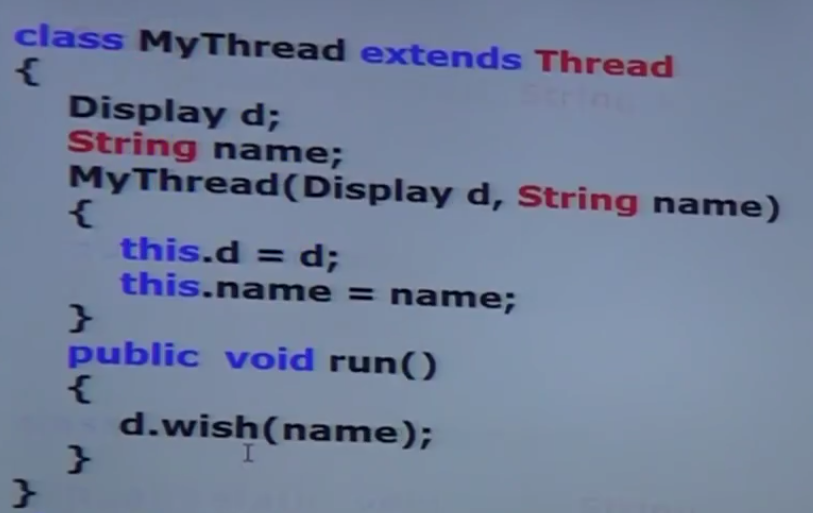 class MyThread extends Thread
{
Display d;
String name;
MyThread(Display d, String name)
{
this.d = d;
this.name = name;
}
public void run()
{
d.wish(name);
}
}